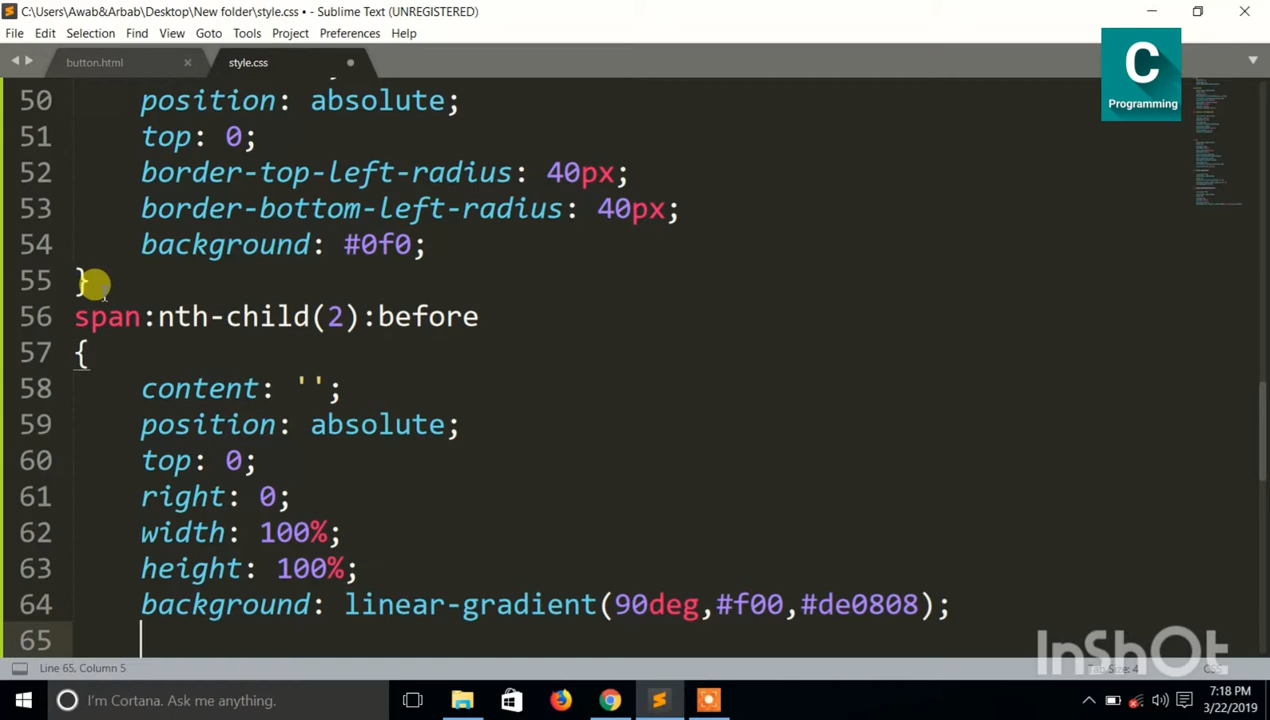 C:\Users\Awab&Arbab\Desktop\New folder\style.css • - Sublime Text (UNREGISTERED)
File Edit Selection Find View Goto Tools Project Preferences Help
button.html × style.css
C
Programming
50 position: absolute;
51 top: 0;
52 border-top-left-radius: 40px;
53 border-bottom-left-radius: 40px;
54 background: #0f0;
55 }
56 span:nth-child(2):before
57 {
58 content: '';
59 position: absolute;
60 top: 0;
61 right: 0;
62 width: 100%;
63 height: 100%;
64 background: linear-gradient(90deg,#f00,#de0808);
65
InShOt
Line 65, Column 5 Tab Size: 4 CSS
I'm Cortana. Ask me anything.
7:18 PM
3/22/2019